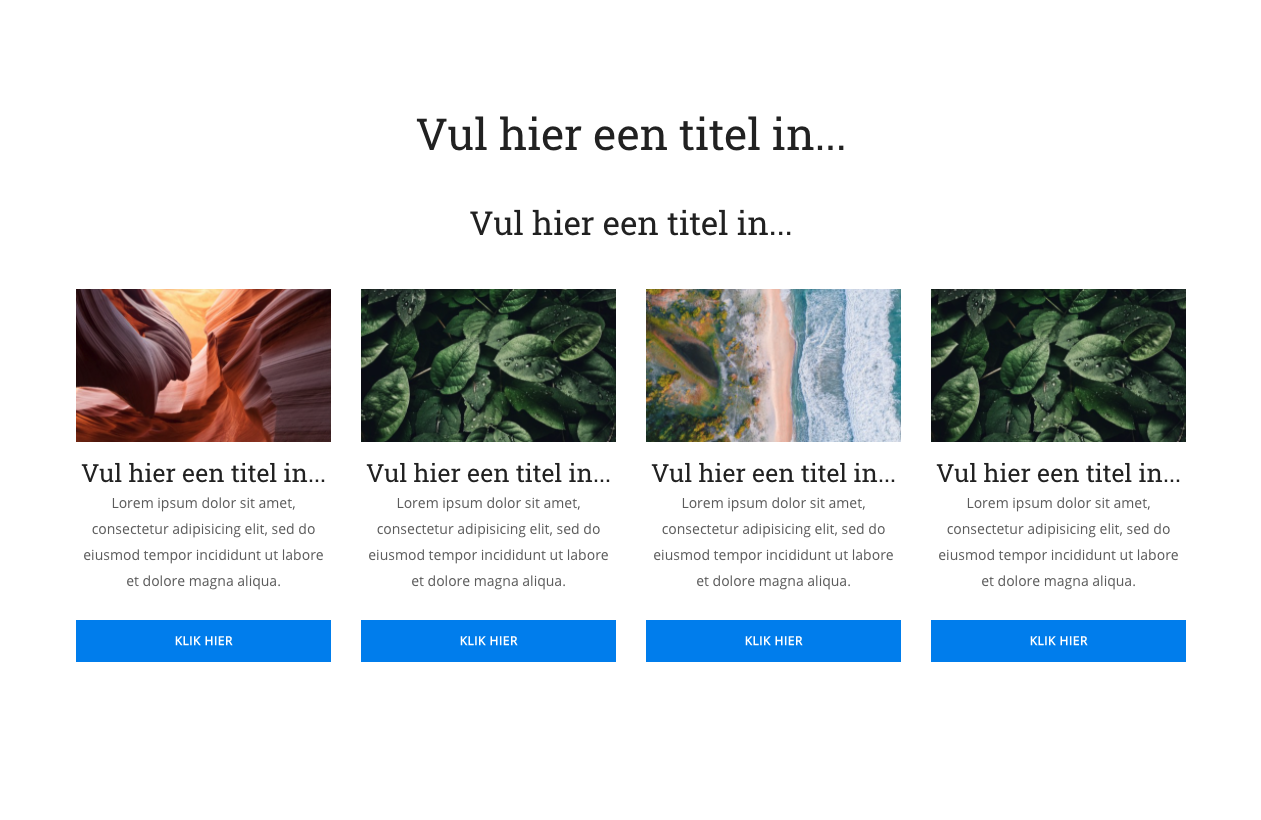 Vul hier een titel in...
Vul hier een titel in...
Vul hier een titel in...
Lorem ipsum dolor sit amet,
consectetur adipisicing elit, sed do
eiusmod tempor incididunt ut labore
et dolore magna aliqua.
KLIK HIER
Vul hier een titel in...
Lorem ipsum dolor sit amet,
consectetur adipisicing elit, sed do
eiusmod tempor incididunt ut labore
et dolore magna aliqua.
KLIK HIER
Vul hier een titel in...
Lorem ipsum dolor sit amet,
consectetur adipisicing elit, sed do
eiusmod tempor incididunt ut labore
et dolore magna aliqua.
KLIK HIER
Vul hier een titel in...
Lorem ipsum dolor sit amet,
consectetur adipisicing elit, sed do
eiusmod tempor incididunt ut labore
et dolore magna aliqua.
KLIK HIER